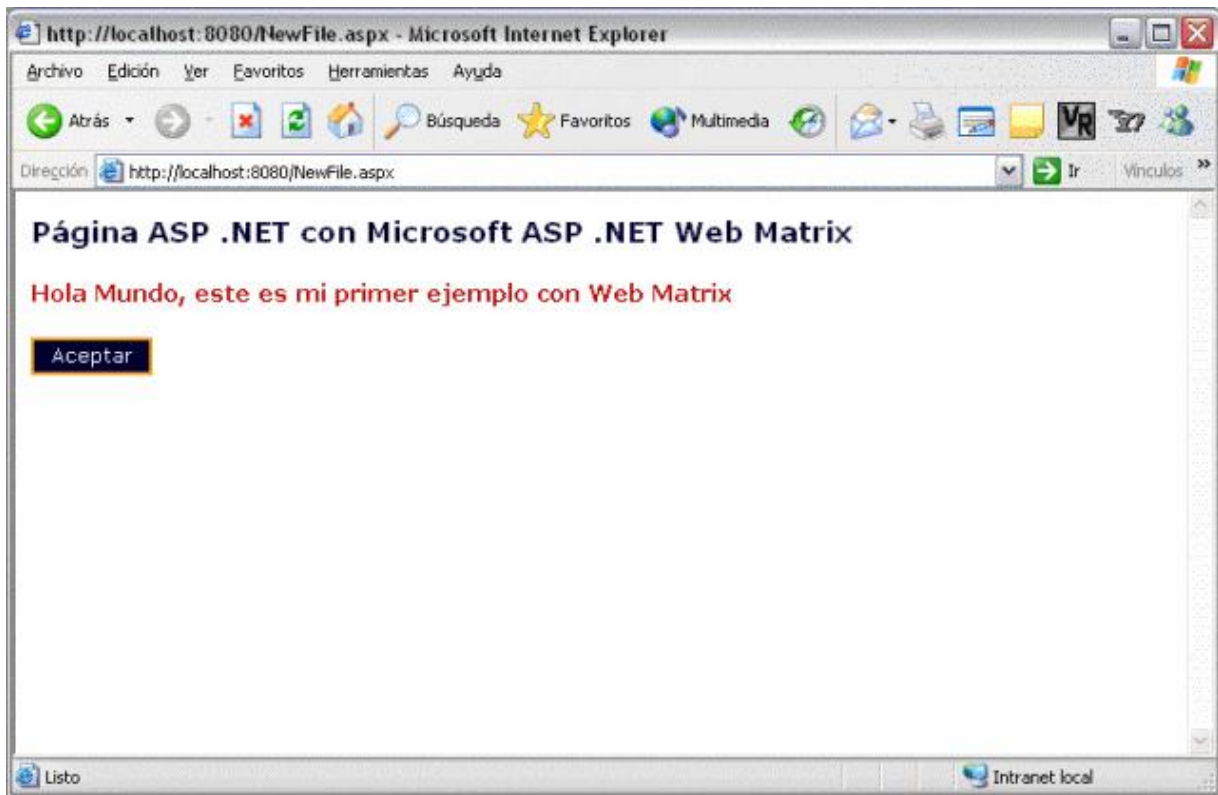 http://localhost:8080/NewFile.aspx - Microsoft Internet Explorer
Archivo Edición Ver Favoritos Herramientas Ayuda
Atrás Búsqueda Favoritos Multimedia VR
Dirección http://localhost:8080/NewFile.aspx Ir Vínculos »
Página ASP .NET con Microsoft ASP .NET Web Matrix
Hola Mundo, este es mi primer ejemplo con Web Matrix
Aceptar
Listo Intranet local